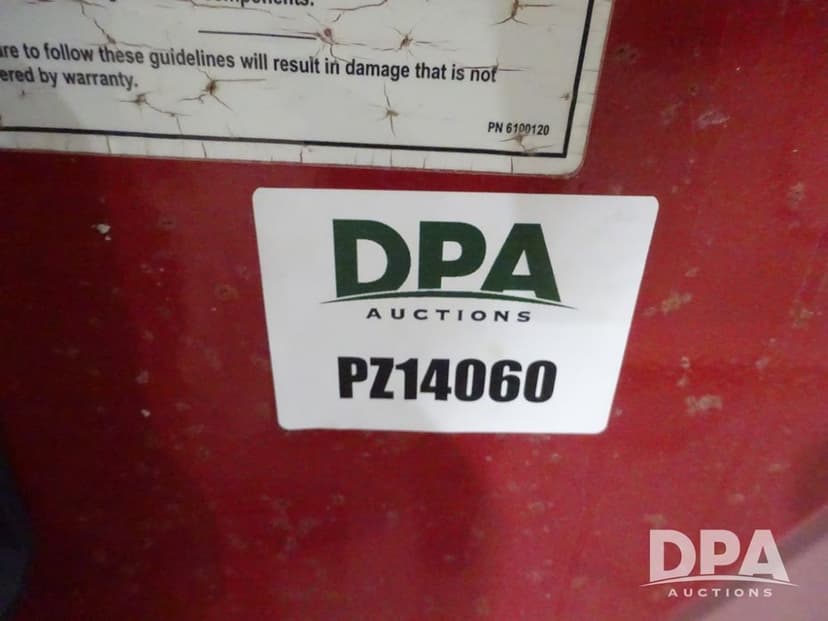 are to follow these guidelines will result in damage that is not
ered by warranty.
PN 6100120
DPA
AUCTIONS
PZ14060
DPA
AUCTIONS